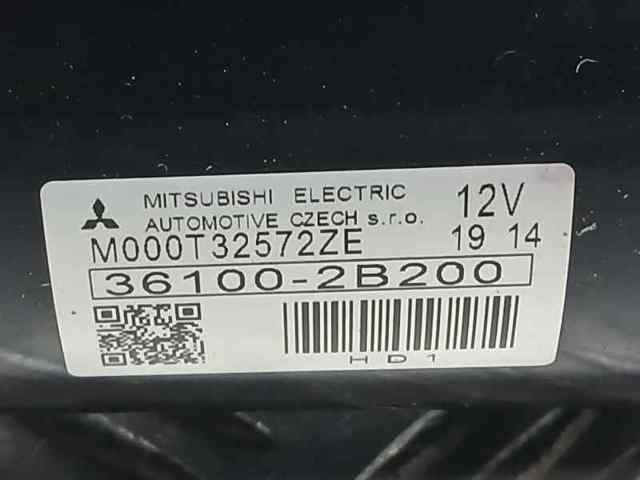 MITSUBISHI ELECTRIC 12V
AUTOMOTIVE CZECH s.r.o.
M000T32572ZE 19 14
36100-2B200
HD1